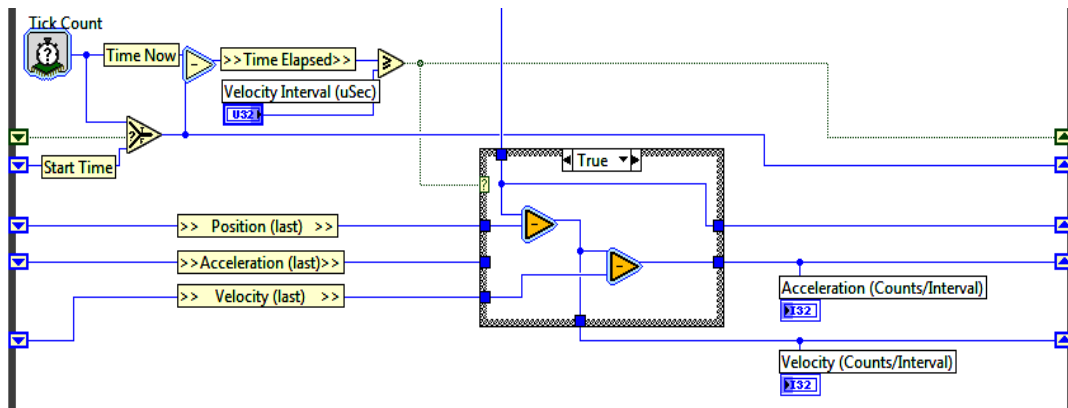 Tick Count
Time Now
>>Time Elapsed>>
Velocity Interval (uSec)
U32
Start Time
True
>> Position (last) >>
>>Acceleration (last)>>
>> Velocity (last) >>
Acceleration (Counts/Interval)
I32
Velocity (Counts/Interval)
I32